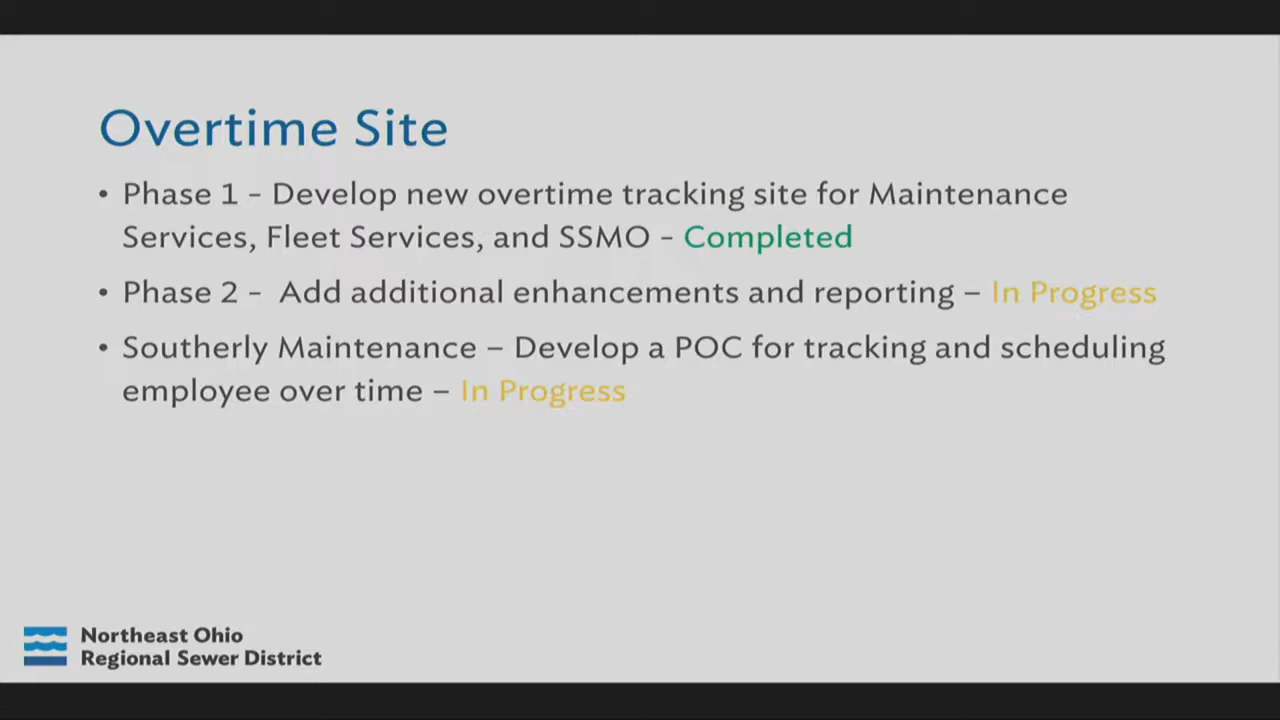 Overtime Site
• Phase 1 - Develop new overtime tracking site for Maintenance
Services, Fleet Services, and SSMO - Completed
• Phase 2 -  Add additional enhancements and reporting – In Progress
• Southerly Maintenance – Develop a POC for tracking and scheduling
employee over time – In Progress
Northeast Ohio
Regional Sewer District